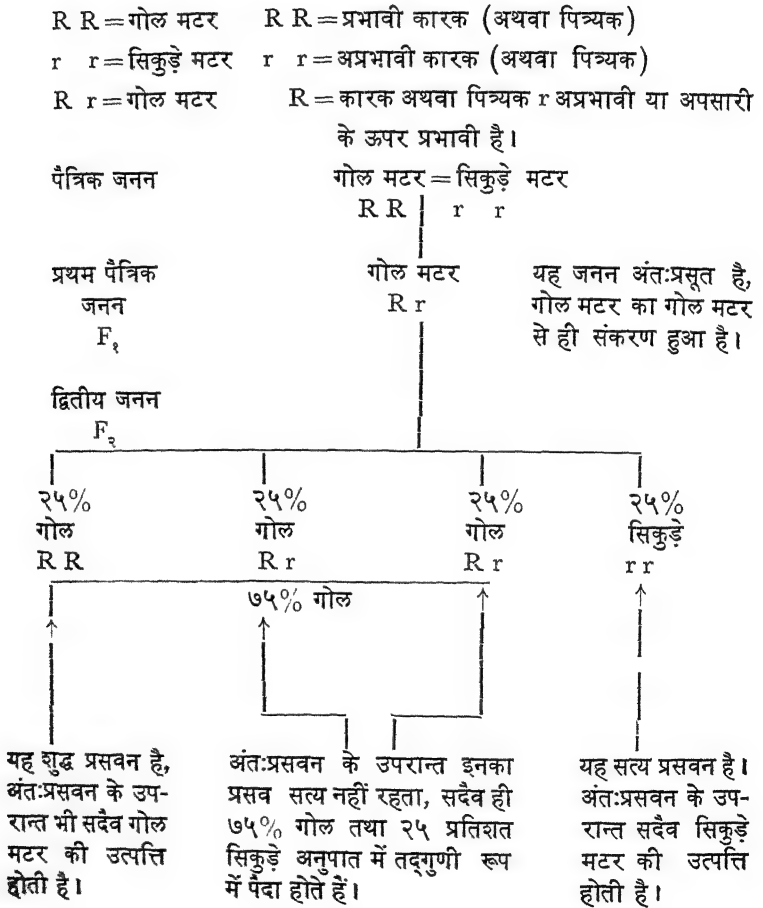 R R=गोल मटर R R=प्रभावी कारक (अथवा पित्र्यक)
r r=सिकुड़े मटर r r=अप्रभावी कारक (अथवा पित्र्यक)
R r=गोल मटर R=कारक अथवा पित्र्यक r अप्रभावी या अपसारी
के ऊपर प्रभावी है।
पैत्रिक जनन गोल मटर=सिकुड़े मटर
R R r r
प्रथम पैत्रिक गोल मटर यह जनन अंतःप्रसूत है,
जनन R r गोल मटर का गोल मटर
F₁ से ही संकरण हुआ है।
द्वितीय जनन
F₂
२५% २५% २५% २५%
गोल गोल गोल सिकुड़े
R R R r R r r r
७५% गोल
यह शुद्ध प्रसवन है,
अंतःप्रसवन के उप-
रान्त भी सदैव गोल
मटर की उत्पत्ति
होती है।
अंतःप्रसवन के उपरान्त इनका
प्रसव सत्य नहीं रहता, सदैव ही
७५% गोल तथा २५ प्रतिशत
सिकुड़े अनुपात में तद्गुणी रूप
में पैदा होते हैं।
यह सत्य प्रसवन है।
अंतःप्रसवन के उप-
रान्त सदैव सिकुड़े
मटर की उत्पत्ति
होती है।